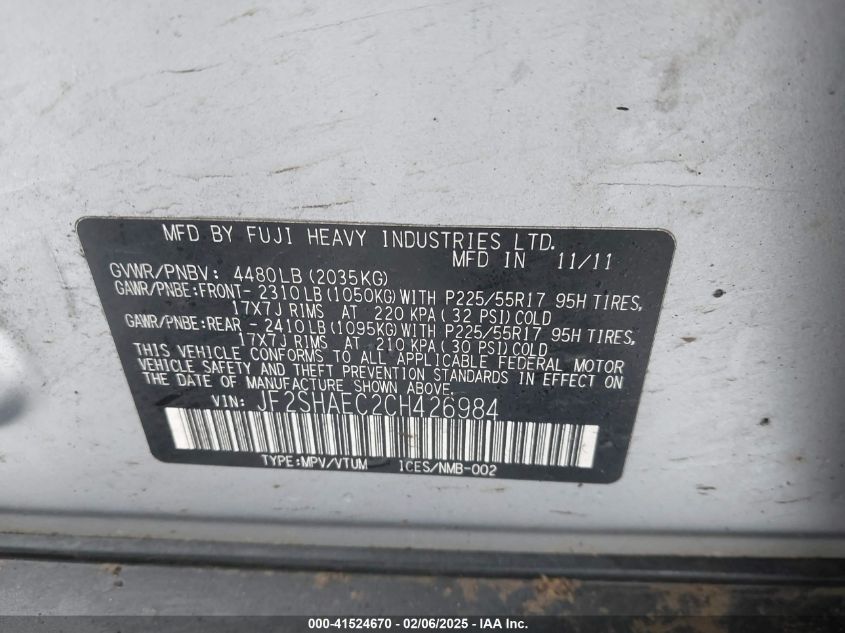 MFD BY FUJI HEAVY INDUSTRIES LTD.
MFD IN 11/11
GVWR/PNBV: 4480LB(2035KG)
GAWR/PNBE:FRONT- 2310LB(1050KG)WITH P225/55R17 95H TIRES,
17X7J RIMS AT 220 KPA(32 PSI)COLD
GAWR/PNBE:REAR - 2410LB(1095KG)WITH P225/55R17 95H TIRES,
17X7J RIMS AT 210 KPA(30 PSI)COLD
THIS VEHICLE CONFORMS TO ALL APPLICABLE FEDERAL MOTOR
VEHICLE SAFETY AND THEFT PREVENTION STANDARDS IN EFFECT ON
THE DATE OF MANUFACTURE SHOWN ABOVE.
VIN: JF2SHAEC2CH426984
TYPE:MPV/VTUM ICES/NMB-002
000-41524670 - 02/06/2025 - IAA Inc.